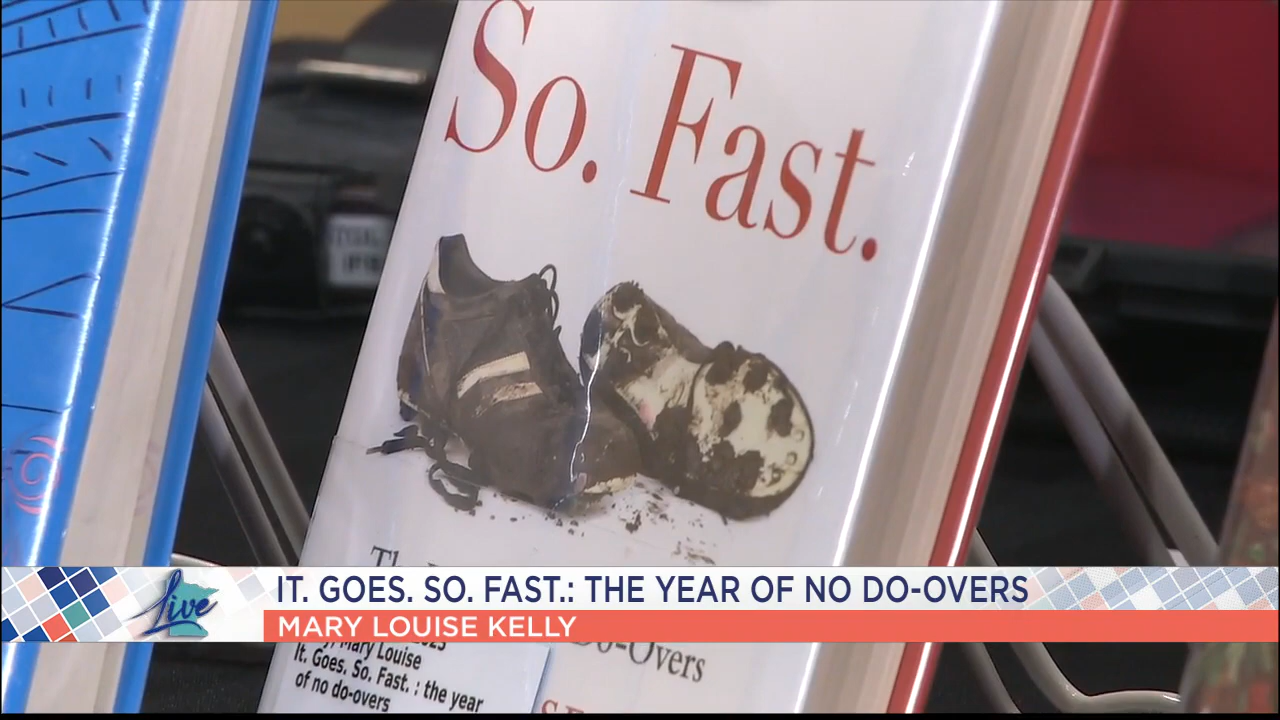 So. Fast.
Live
IT. GOES. SO. FAST.: THE YEAR OF NO DO-OVERS
MARY LOUISE KELLY
Do-Overs
Mary Louise
It. Goes. So. Fast. : the year
of no do-overs